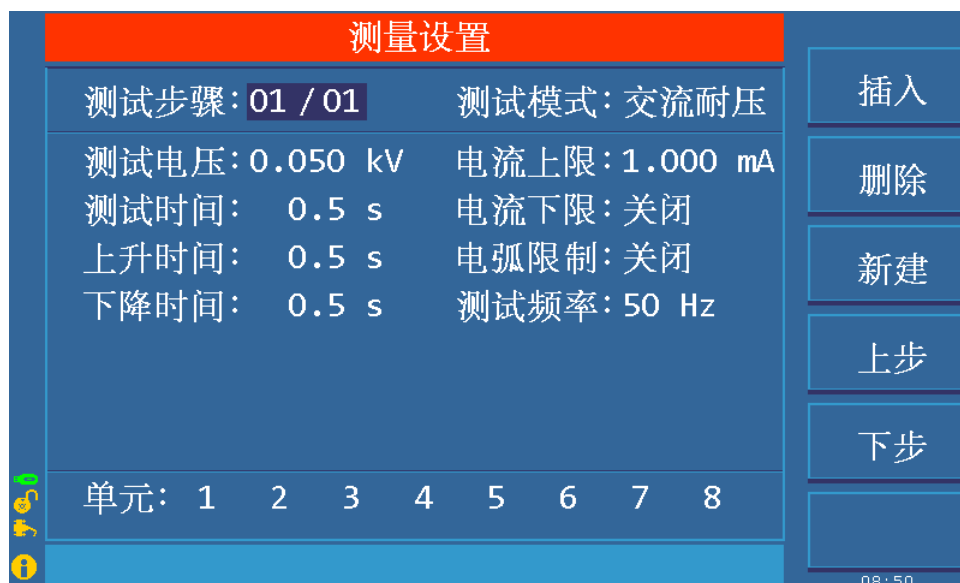 测量设置
测试步骤:01 / 01 测试模式:交流耐压
测试电压:0.050 kV 电流上限:1.000 mA
测试时间: 0.5 s 电流下限:关闭
上升时间: 0.5 s 电弧限制:关闭
下降时间: 0.5 s 测试频率:50 Hz
单元: 1 2 3 4 5 6 7 8
插入
删除
新建
上步
下步
08:50